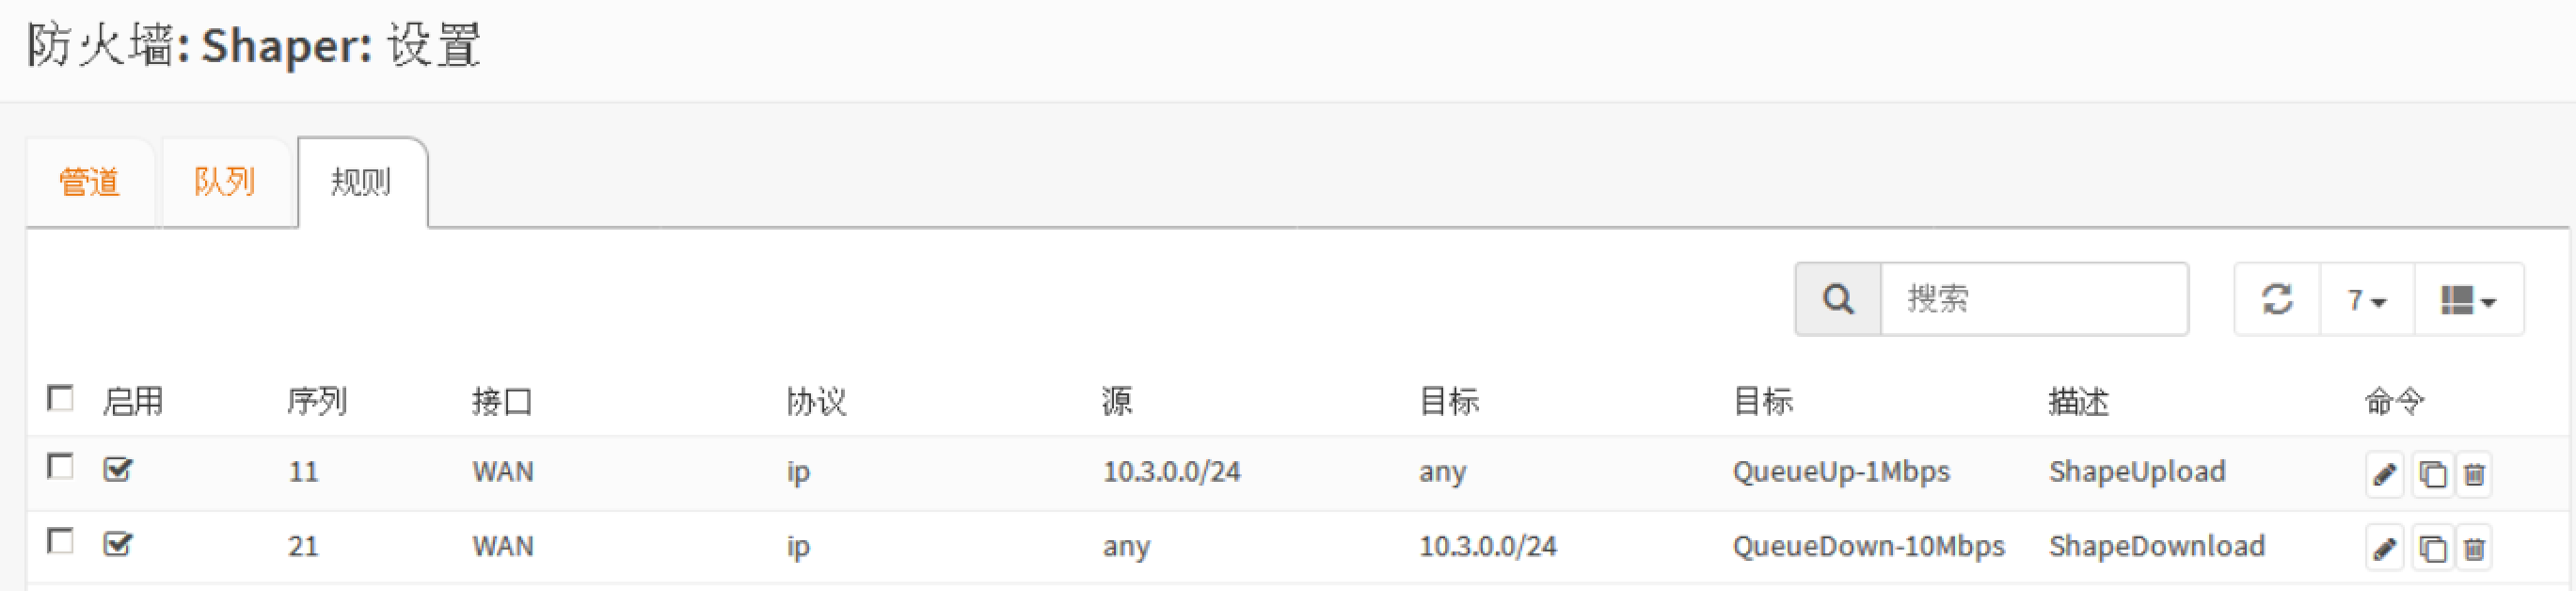 防火墙: Shaper: 设置
管道 队列 规则
搜索 7
启用 序列 接口 协议 源 目标 目标 描述 命令
11 WAN ip 10.3.0.0/24 any QueueUp-1Mbps ShapeUpload
21 WAN ip any 10.3.0.0/24 QueueDown-10Mbps ShapeDownload